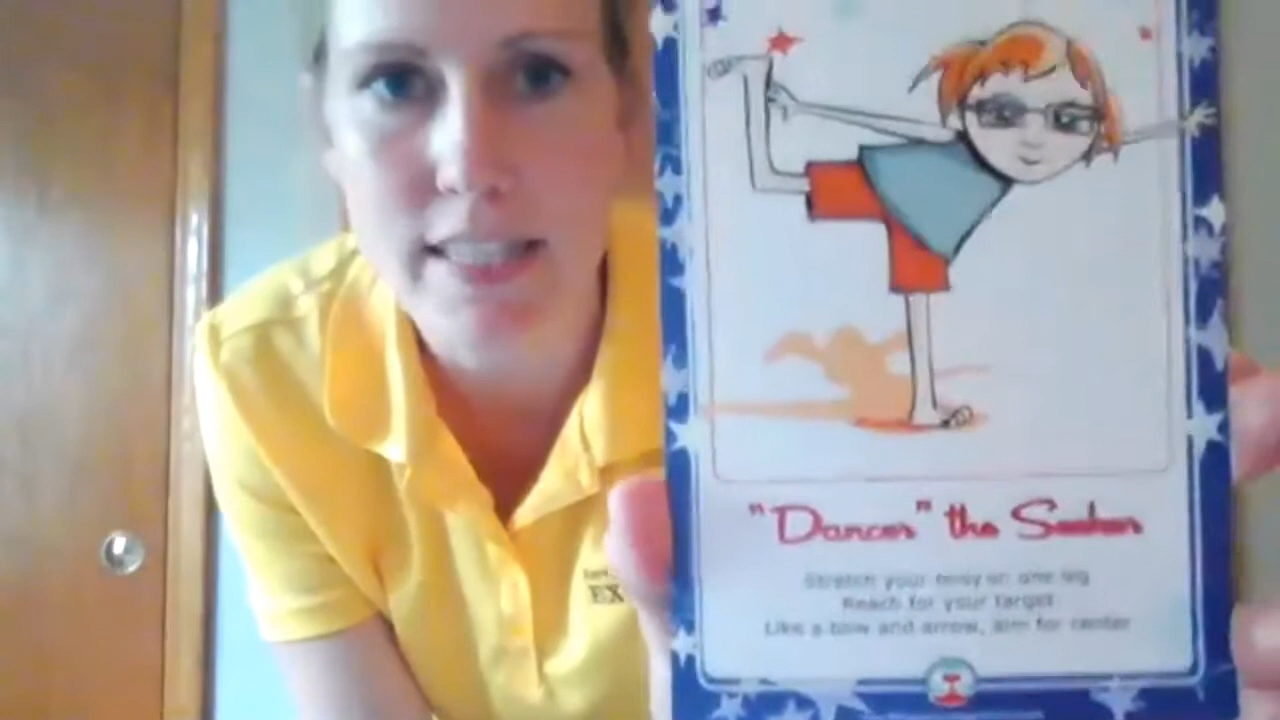 "Dancer" the Seeker
Stretch your body on one leg
Reach for your target
Like a bow and arrow, aim for center
EX